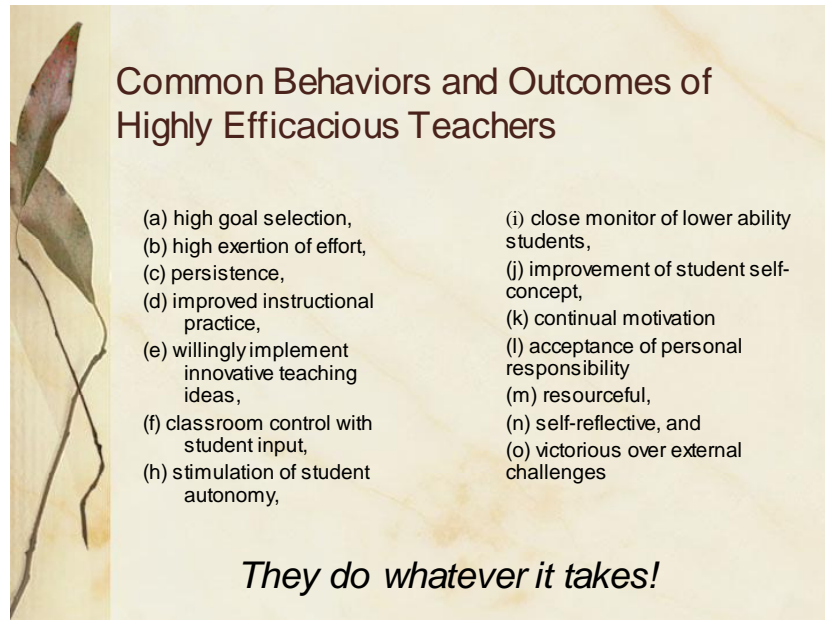 Common Behaviors and Outcomes of
Highly Efficacious Teachers
(a) high goal selection,
(b) high exertion of effort,
(c) persistence,
(d) improved instructional
practice,
(e) willingly implement
innovative teaching
ideas,
(f) classroom control with
student input,
(h) stimulation of student
autonomy,
(i) close monitor of lower ability
students,
(j) improvement of student self-
concept,
(k) continual motivation
(l) acceptance of personal
responsibility
(m) resourceful,
(n) self-reflective, and
(o) victorious over external
challenges
They do whatever it takes!